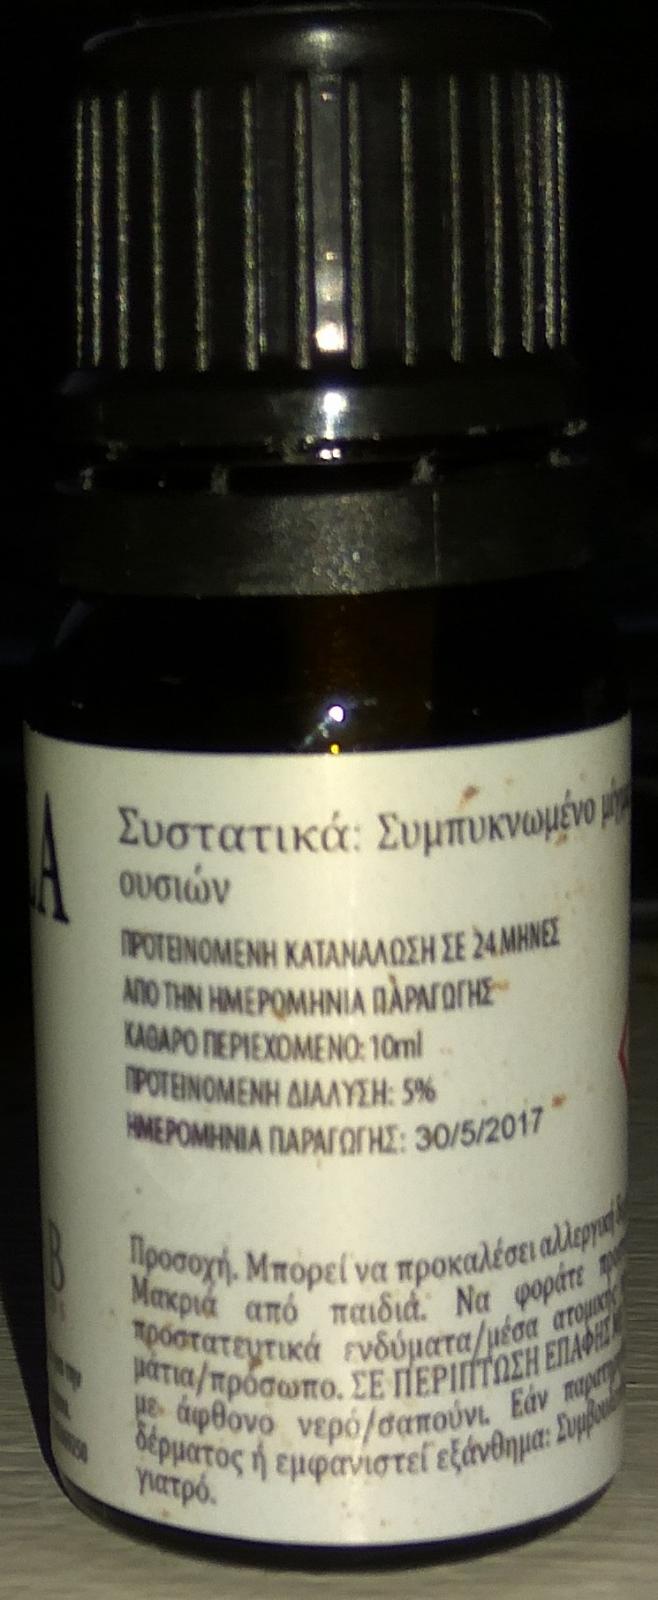 Συστατικά: Συμπυκνωμένο
ουσιών
ΠΡΟΤΕΙΝΟΜΕΝΗ ΚΑΤΑΝΑΛΩΣΗ ΣΕ 24 ΜΗΝΕΣ
ΑΠΟ ΤΗΝ ΗΜΕΡΟΜΗΝΙΑ ΠΑΡΑΓΩΓΗΣ
ΚΑΘΑΡΟ ΠΕΡΙΕΧΟΜΕΝΟ: 10ml
ΠΡΟΤΕΙΝΟΜΕΝΗ ΔΙΑΛΥΣΗ: 5%
ΗΜΕΡΟΜΗΝΙΑ ΠΑΡΑΓΩΓΗΣ: 30/5/2017
Προσοχή. Μπορεί να προκαλέσει αλλεργική
Μακριά από παιδιά. Να φοράτε
προστατευτικά ενδύματα/μέσα ατομικής
μάτια/πρόσωπο. ΣΕ ΠΕΡΙΠΤΩΣΗ ΕΠΑΦΗΣ
με άφθονο νερό/σαπούνι. Εάν
δέρματος ή εμφανιστεί εξάνθημα:
γιατρό.